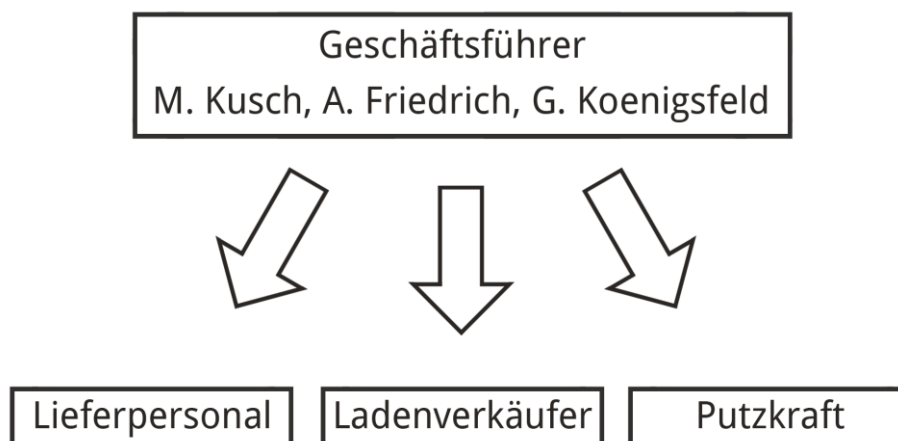 Geschäftsführer
M. Kusch, A. Friedrich, G. Koenigsfeld
Lieferpersonal
Ladenverkäufer
Putzkraft